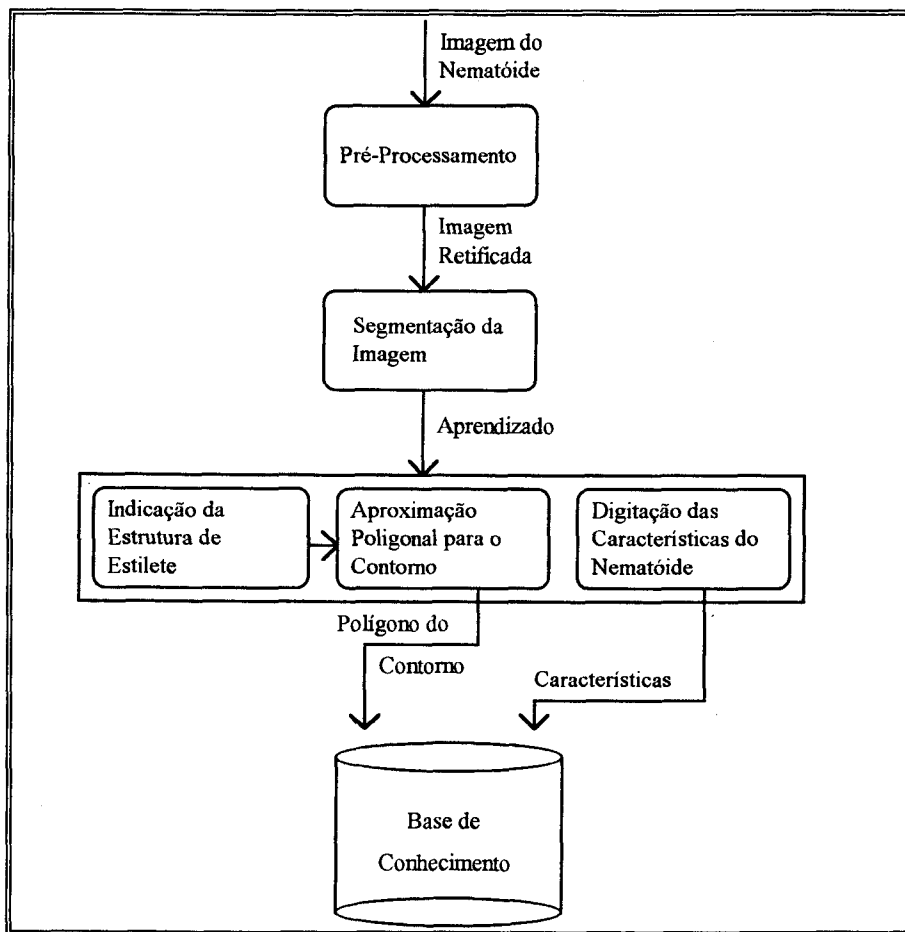 Imagem do
Nematóide
Pré-Processamento
Imagem
Retificada
Segmentação da
Imagem
Aprendizado
Indicação da
Estrutura de
Estilete
Aproximação
Poligonal para o
Contorno
Digitação das
Características do
Nematóide
Polígono do
Contorno
Características
Base de
Conhecimento